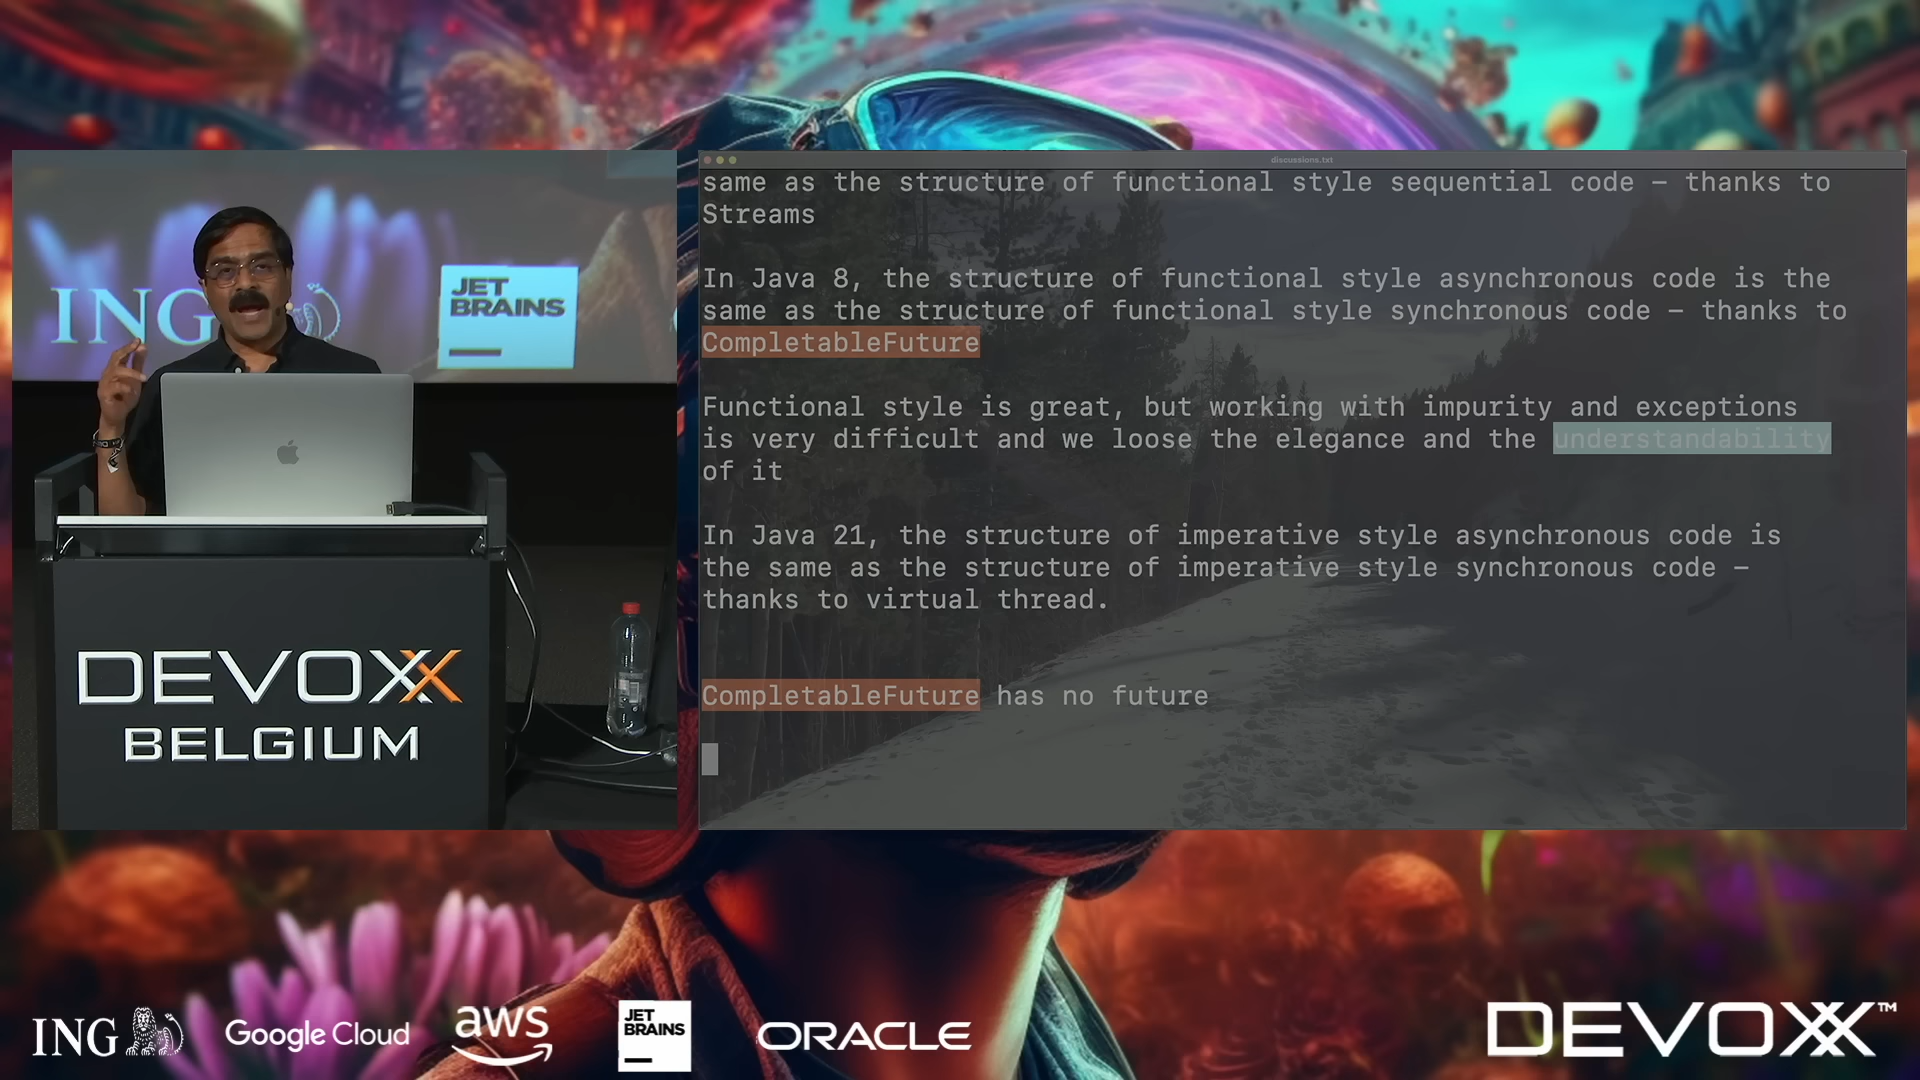 discussions.txt
same as the structure of functional style sequential code – thanks to
Streams
In Java 8, the structure of functional style asynchronous code is the
same as the structure of functional style synchronous code – thanks to
CompletableFuture
Functional style is great, but working with impurity and exceptions
is very difficult and we loose the elegance and the understandability
of it
In Java 21, the structure of imperative style asynchronous code is
the same as the structure of imperative style synchronous code –
thanks to virtual thread.
CompletableFuture has no future
ING
JET
BRAINS
DEVOXX
BELGIUM
ING
Google Cloud
aws
JET
BRAINS
ORACLE
DEVOXX™